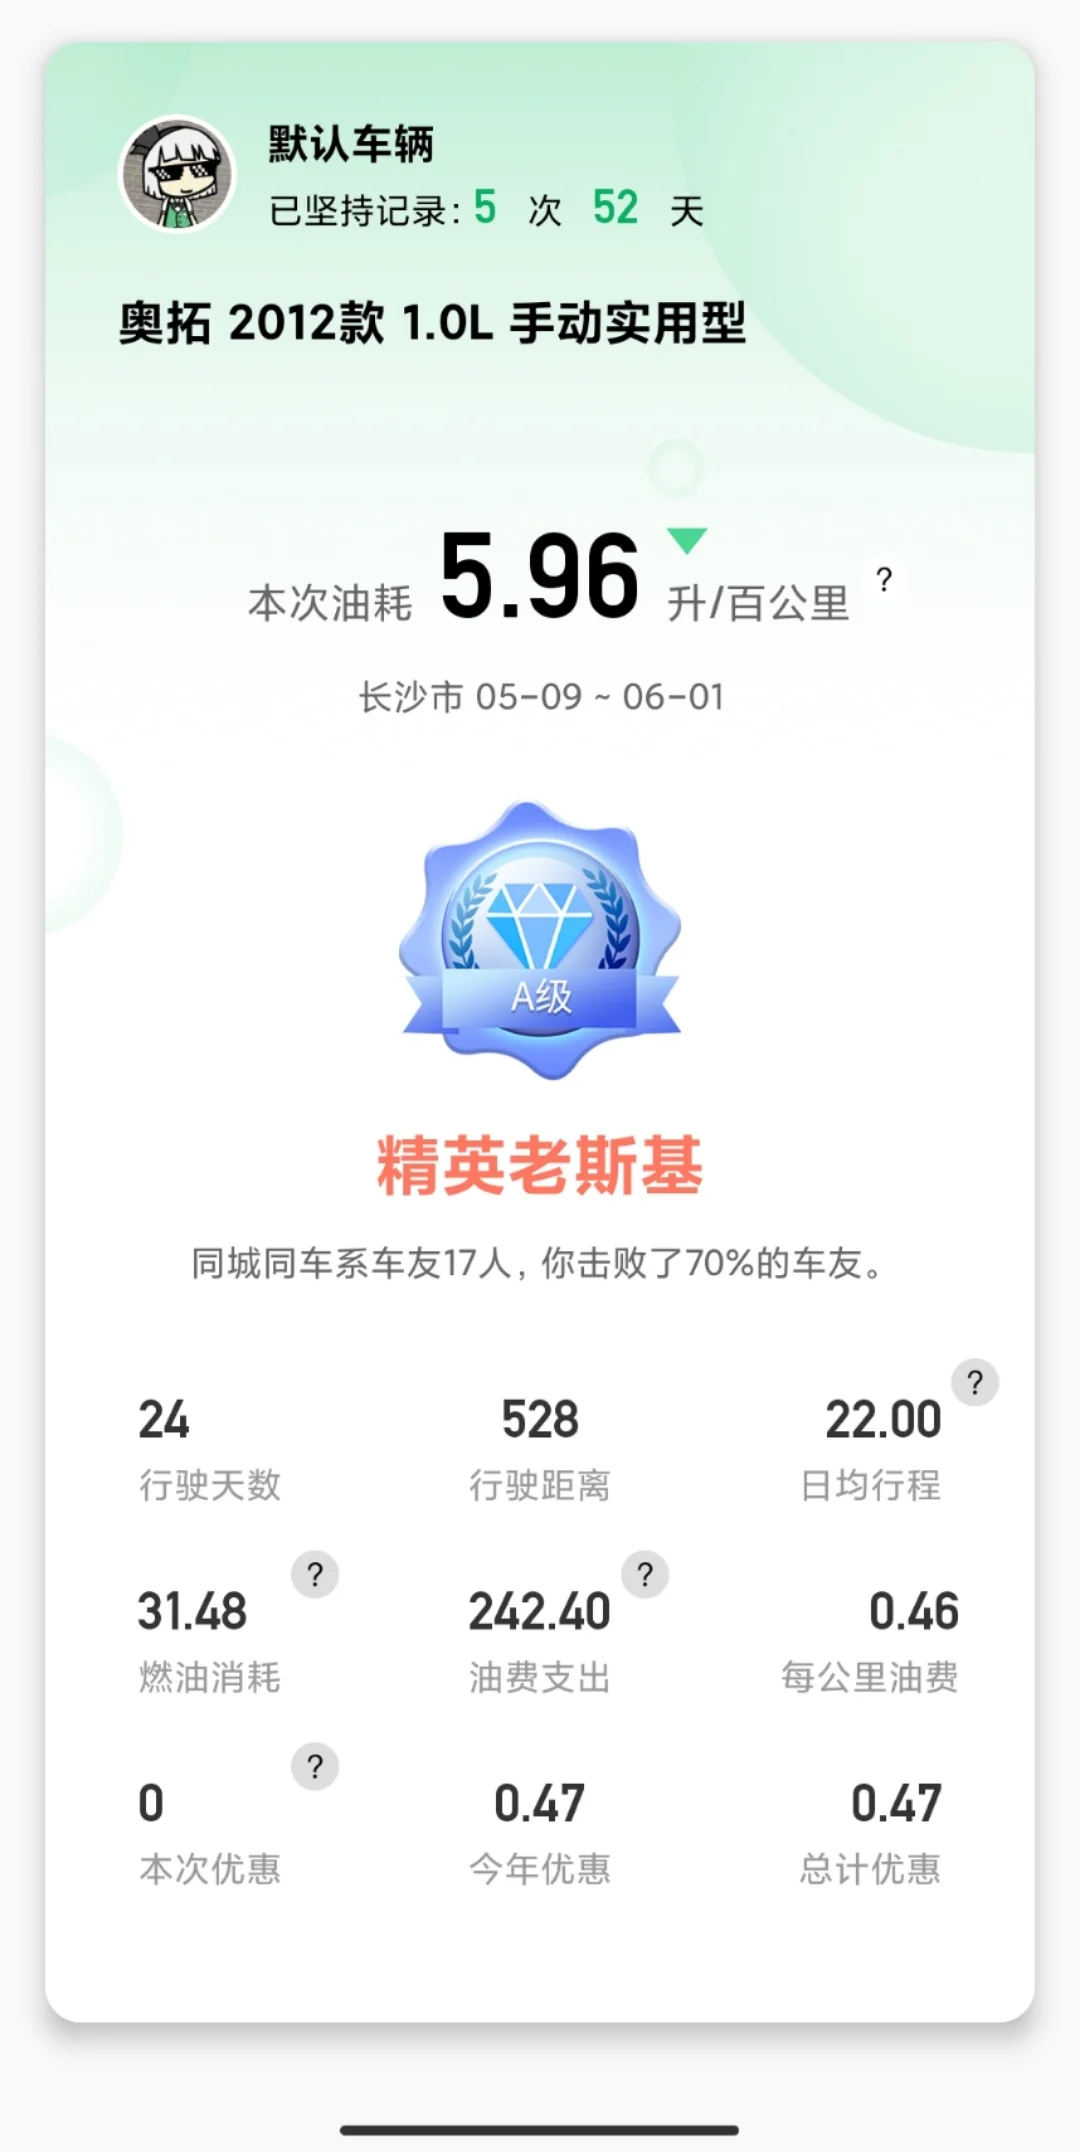 默认车辆
已坚持记录: 5 次 52 天
奥拓 2012款 1.0L 手动实用型
本次油耗 5.96 升/百公里 ?
长沙市 05-09 ~ 06-01
A级
精英老斯基
同城同车系车友17人, 你击败了70%的车友。
24 528 22.00 ?
行驶天数 行驶距离 日均行程
31.48 ? 242.40 ? 0.46
燃油消耗 油费支出 每公里油费
0 ? 0.47 0.47
本次优惠 今年优惠 总计优惠